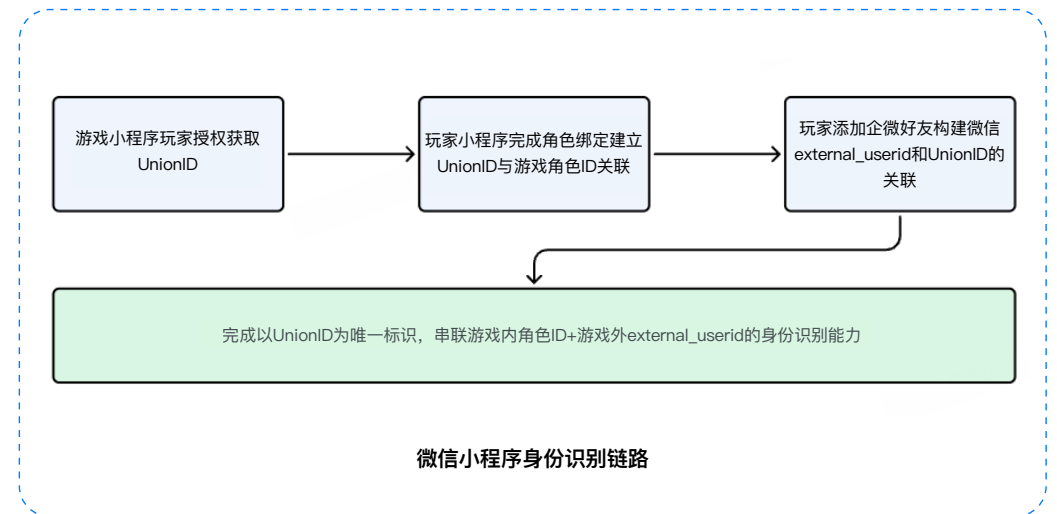 游戏小程序玩家授权获取
UnionID
玩家小程序完成角色绑定建立
UnionID与游戏角色ID关联
玩家添加企微好友构建微信
external_userid和UnionID的
关联
完成以UnionID为唯一标识，串联游戏内角色ID+游戏外external_userid的身份识别能力
微信小程序身份识别链路